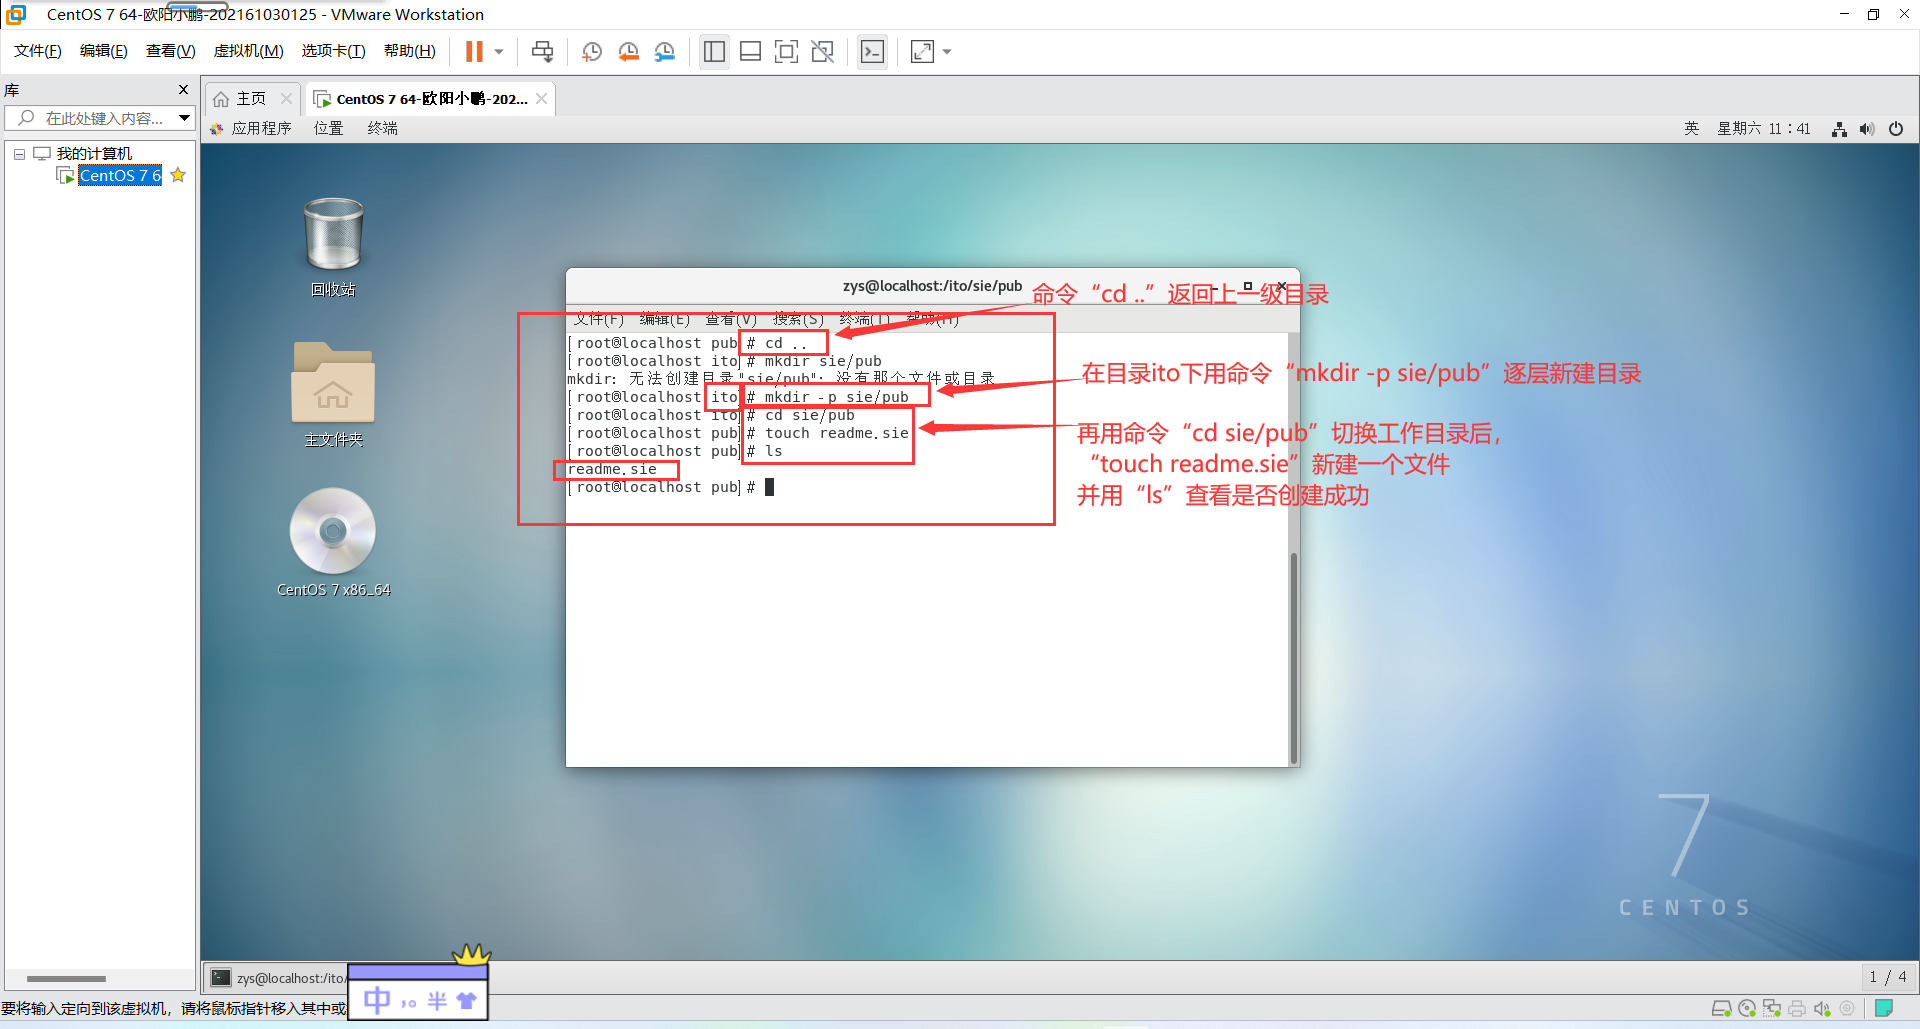 CentOS 7 64-欧阳小鹏-202161030125 - VMware Workstation
文件(F) 编辑(E) 查看(V) 虚拟机(M) 选项卡(T) 帮助(H)
库
在此处键入内容...
我的计算机
CentOS 7 6
主页
CentOS 7 64-欧阳小鹏-202...
应用程序 位置 终端
英 星期六 11：41
回收站
主文件夹
CentOS 7 x86_64
zys@localhost:/ito/sie/pub
文件(F) 编辑(E) 查看(V) 搜索(S) 终端(T) 帮助(H)
[root@localhost pub]# cd ..
[root@localhost ito]# mkdir sie/pub
mkdir: 无法创建目录"sie/pub": 没有那个文件或目录
[root@localhost ito]# mkdir -p sie/pub
[root@localhost ito]# cd sie/pub
[root@localhost pub]# touch readme.sie
[root@localhost pub]# ls
readme.sie
[root@localhost pub]#
命令“cd ..”返回上一级目录
在目录ito下用命令“mkdir -p sie/pub”逐层新建目录
再用命令“cd sie/pub”切换工作目录后，
“touch readme.sie”新建一个文件
并用“ls”查看是否创建成功
7
CENTOS
zys@localhost:/ito/
1 / 4
要将输入定向到该虚拟机，请将鼠标指针移入其中或
中 ，。 半